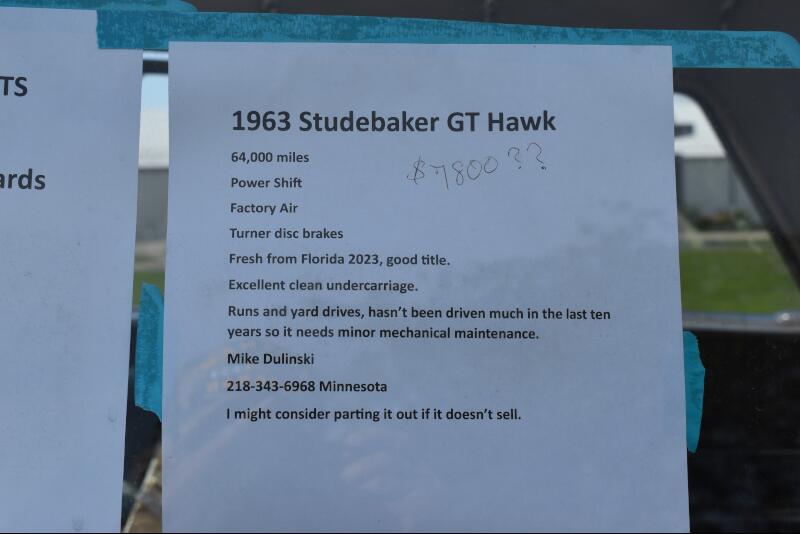 TS
ards
1963 Studebaker GT Hawk
$7800??
64,000 miles
Power Shift
Factory Air
Turner disc brakes
Fresh from Florida 2023, good title.
Excellent clean undercarriage.
Runs and yard drives, hasn't been driven much in the last ten
years so it needs minor mechanical maintenance.
Mike Dulinski
218-343-6968 Minnesota
I might consider parting it out if it doesn't sell.